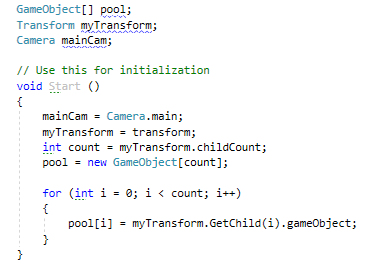 GameObject[] pool;
Transform myTransform;
Camera mainCam;
// Use this for initialization
void Start ()
{
mainCam = Camera.main;
myTransform = transform;
int count = myTransform.childCount;
pool = new GameObject[count];
for (int i = 0; i < count; i++)
{
pool[i] = myTransform.GetChild(i).gameObject;
}
}